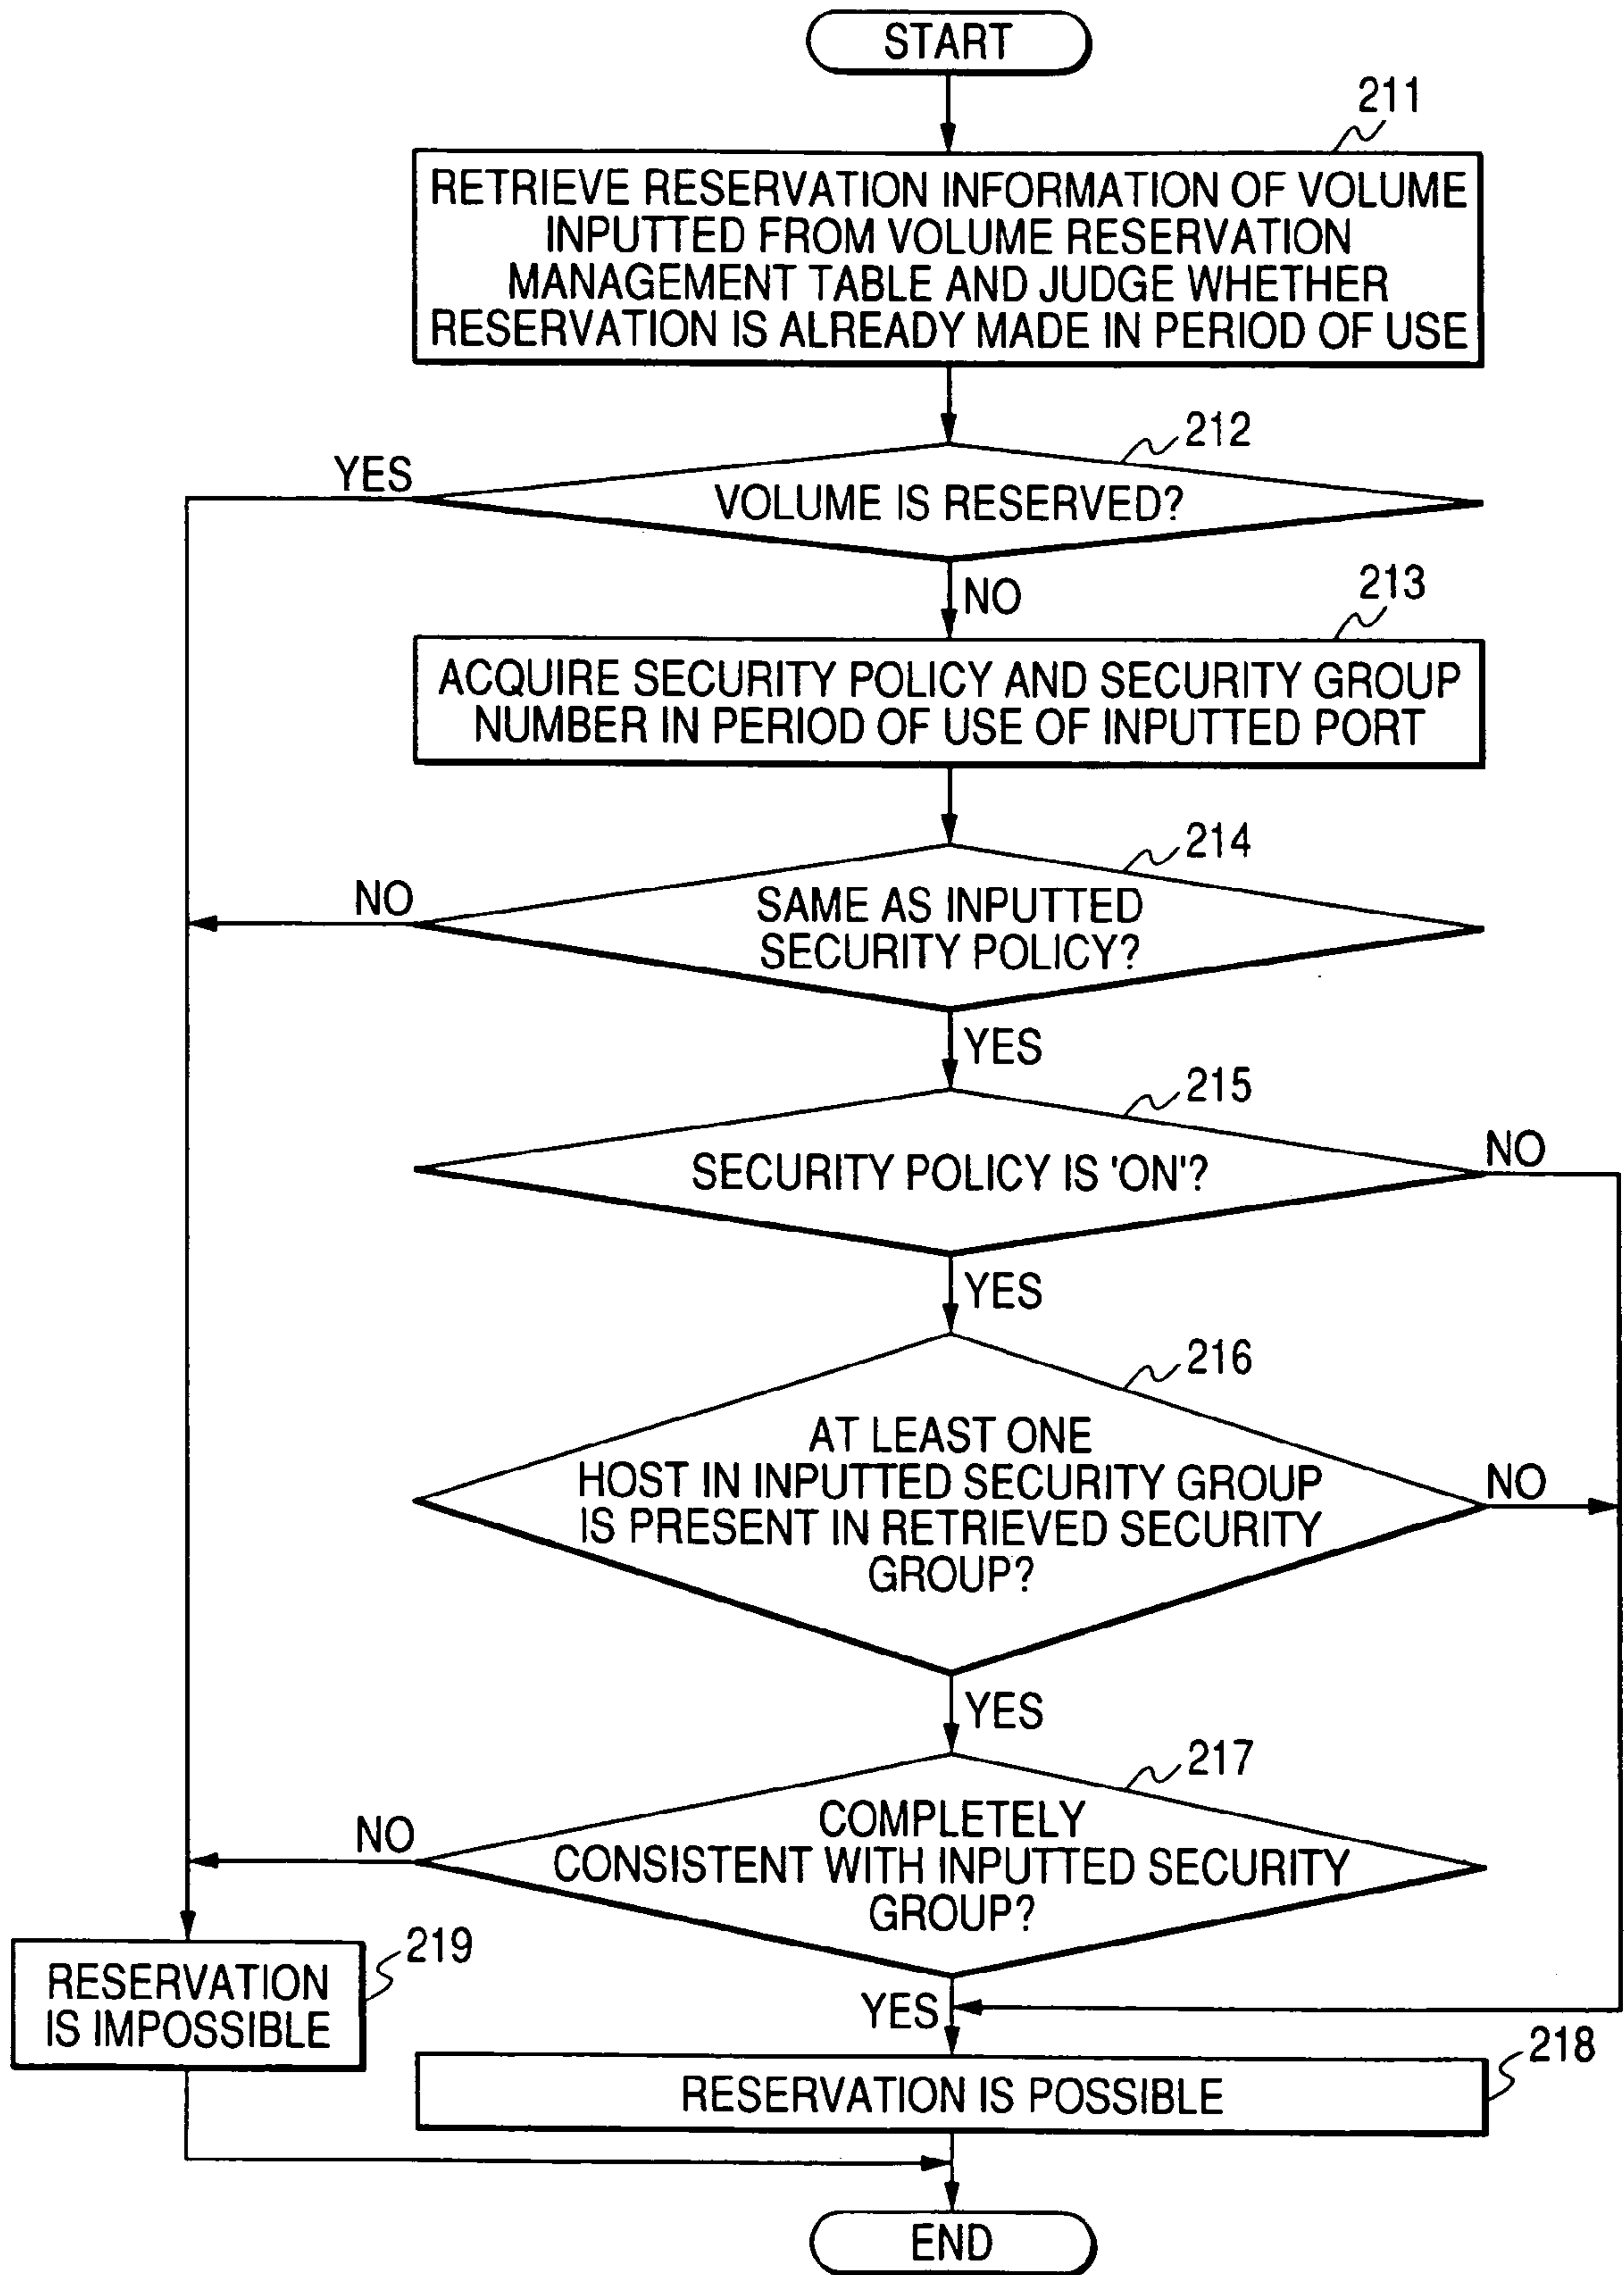 START
211
RETRIEVE RESERVATION INFORMATION OF VOLUME
INPUTTED FROM VOLUME RESERVATION
MANAGEMENT TABLE AND JUDGE WHETHER
RESERVATION IS ALREADY MADE IN PERIOD OF USE
212
YES
VOLUME IS RESERVED?
NO
213
ACQUIRE SECURITY POLICY AND SECURITY GROUP
NUMBER IN PERIOD OF USE OF INPUTTED PORT
214
NO
SAME AS INPUTTED
SECURITY POLICY?
YES
215
SECURITY POLICY IS 'ON'?
NO
YES
216
AT LEAST ONE
HOST IN INPUTTED SECURITY GROUP
IS PRESENT IN RETRIEVED SECURITY
GROUP?
NO
YES
217
NO
COMPLETELY
CONSISTENT WITH INPUTTED SECURITY
GROUP?
219
RESERVATION
IS IMPOSSIBLE
YES
218
RESERVATION IS POSSIBLE
END